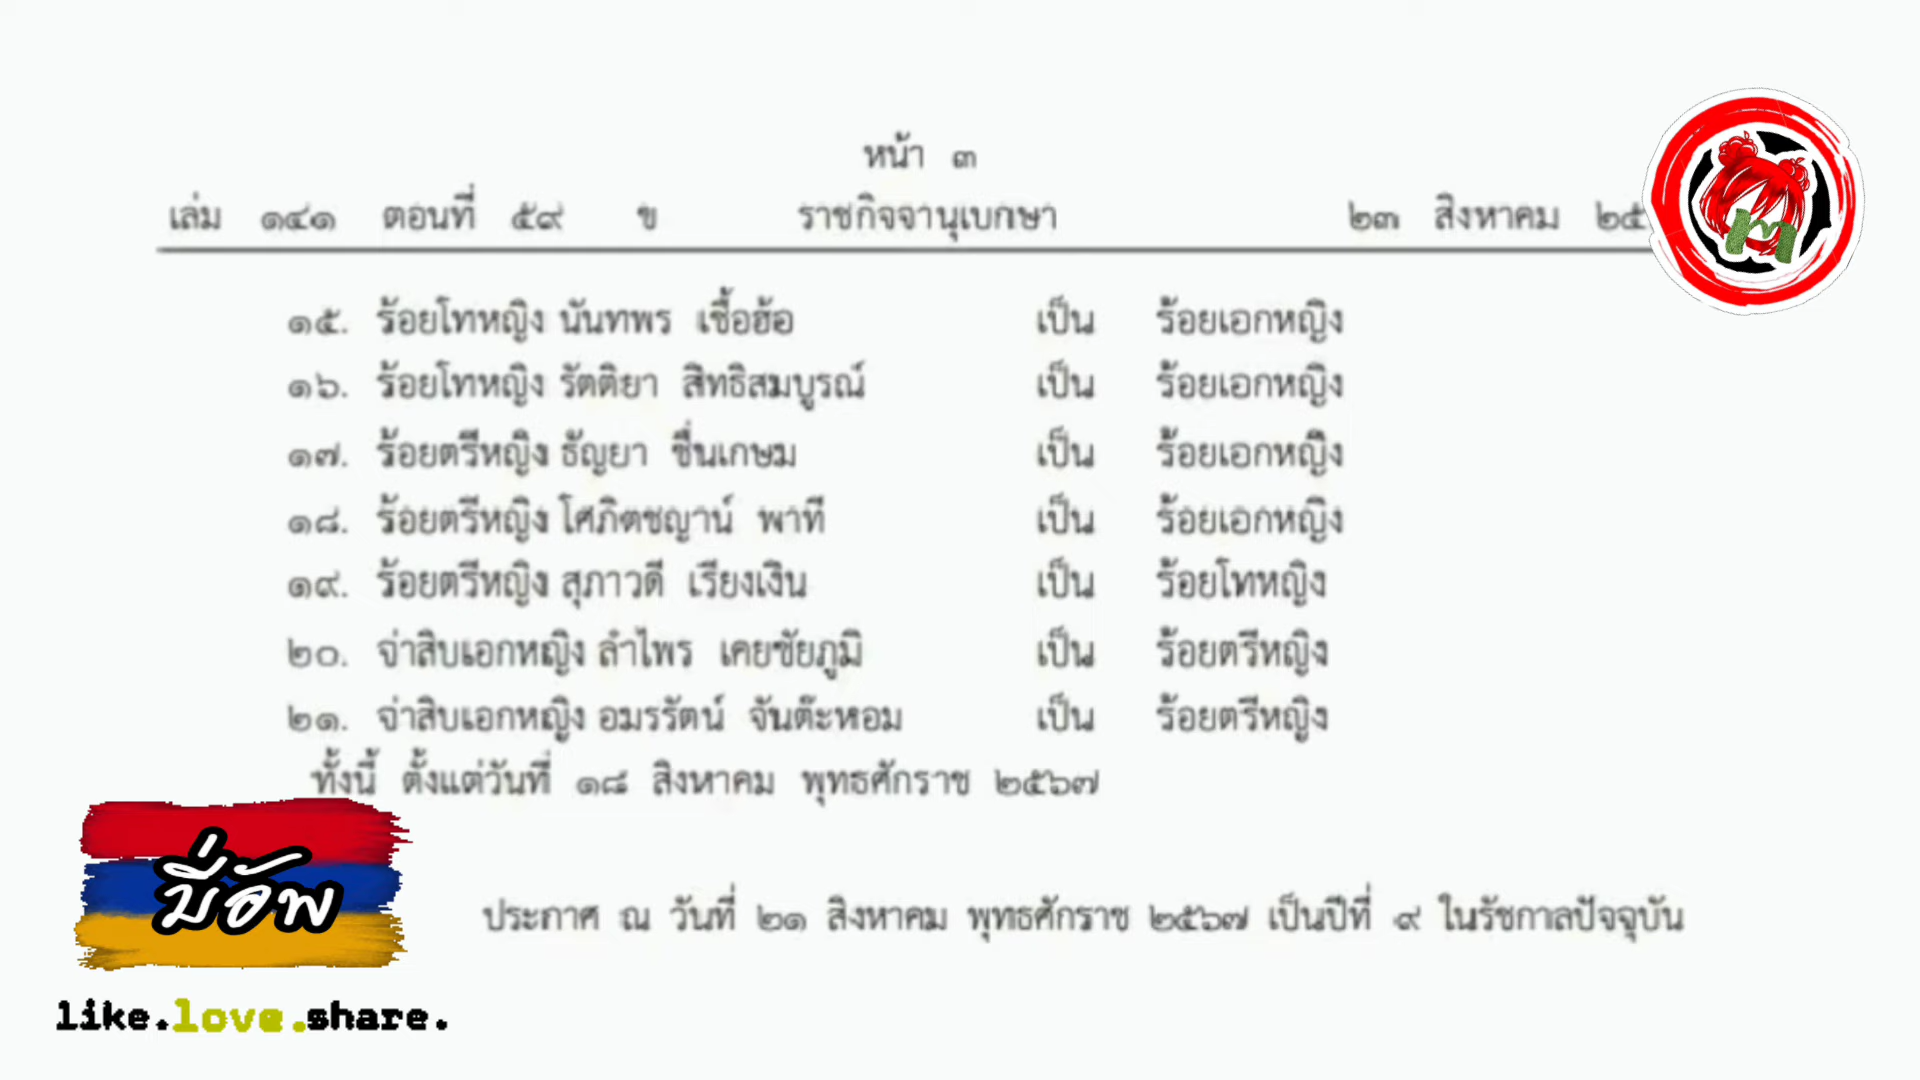 หน้า ๓
เล่ม ๑๔๑ ตอนที่ ๕๙ ข ราชกิจจานุเบกษา ๒๓ สิงหาคม ๒๕
๑๕. ร้อยโทหญิง นันทพร เชื้อฮ้อ เป็น ร้อยเอกหญิง
๑๖. ร้อยโทหญิง รัตติยา สิทธิสมบูรณ์ เป็น ร้อยเอกหญิง
๑๗. ร้อยตรีหญิง ธัญยา ชื่นเกษม เป็น ร้อยเอกหญิง
๑๘. ร้อยตรีหญิง โศภิตชญาน์ พาที เป็น ร้อยเอกหญิง
๑๙. ร้อยตรีหญิง สุภาวดี เรียงเงิน เป็น ร้อยโทหญิง
๒๐. จ่าสิบเอกหญิง ลำไพร เคยชัยภูมิ เป็น ร้อยตรีหญิง
๒๑. จ่าสิบเอกหญิง อมรรัตน์ จันต๊ะหอม เป็น ร้อยตรีหญิง
ทั้งนี้ ตั้งแต่วันที่ ๑๘ สิงหาคม พุทธศักราช ๒๕๖๗
ประกาศ ณ วันที่ ๒๑ สิงหาคม พุทธศักราช ๒๕๖๗ เป็นปีที่ ๙ ในรัชกาลปัจจุบัน
มี่อัพ
like.love.share.